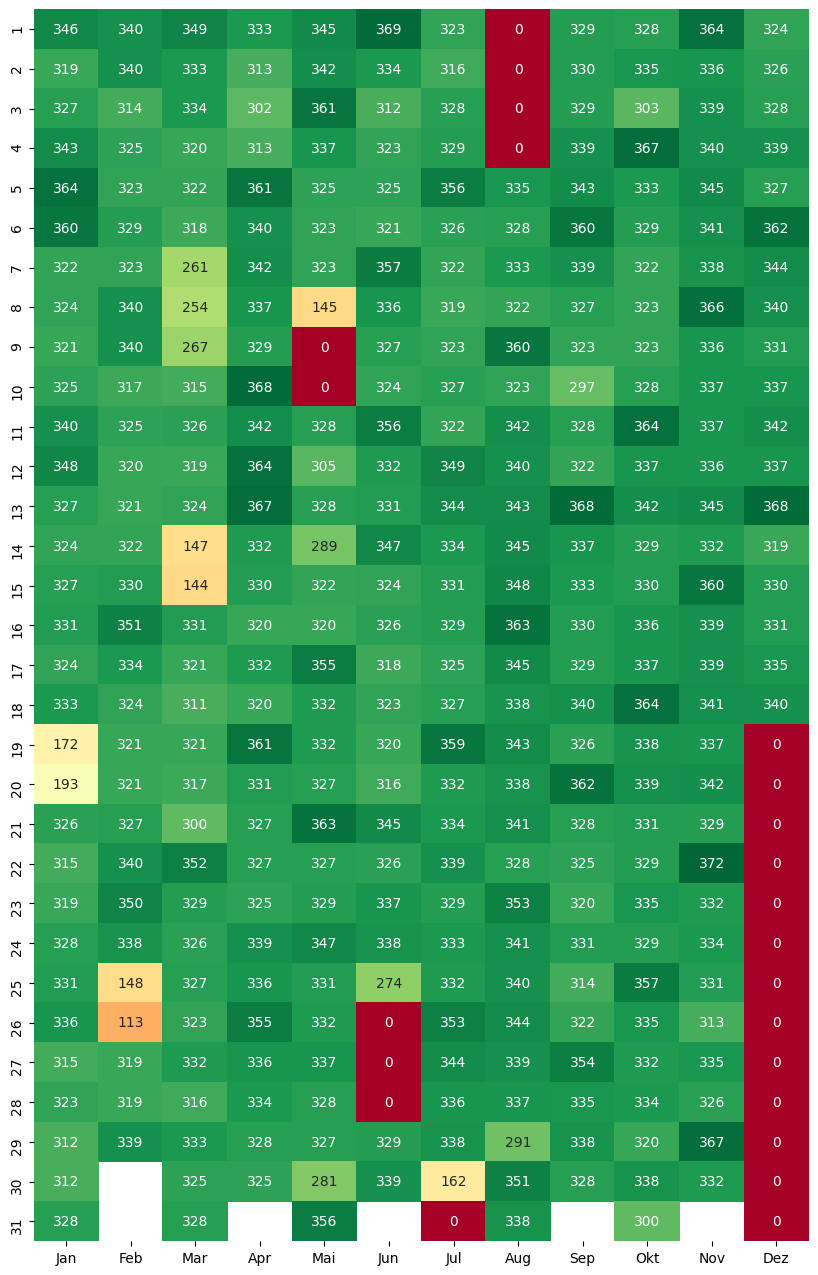 1 346 340 349 333 345 369 323 0 329 328 364 324
2 319 340 333 313 342 334 316 0 330 335 336 326
3 327 314 334 302 361 312 328 0 329 303 339 328
4 343 325 320 313 337 323 329 0 339 367 340 339
5 364 323 322 361 325 325 356 335 343 333 345 327
6 360 329 318 340 323 321 326 328 360 329 341 362
7 322 323 261 342 323 357 322 333 339 322 338 344
8 324 340 254 337 145 336 319 322 327 323 366 340
9 321 340 267 329 0 327 323 360 323 323 336 331
10 325 317 315 368 0 324 327 323 297 328 337 337
11 340 325 326 342 328 356 322 342 328 364 337 342
12 348 320 319 364 305 332 349 340 322 337 336 337
13 327 321 324 367 328 331 344 343 368 342 345 368
14 324 322 147 332 289 347 334 345 337 329 332 319
15 327 330 144 330 322 324 331 348 333 330 360 330
16 331 351 331 320 320 326 329 363 330 336 339 331
17 324 334 321 332 355 318 325 345 329 337 339 335
18 333 324 311 320 332 323 327 338 340 364 341 340
19 172 321 321 361 332 320 359 343 326 338 337 0
20 193 321 317 331 327 316 332 338 362 339 342 0
21 326 327 300 327 363 345 334 341 328 331 329 0
22 315 340 352 327 327 326 339 328 325 329 372 0
23 319 350 329 325 329 337 329 353 320 335 332 0
24 328 338 326 339 347 338 333 341 331 329 334 0
25 331 148 327 336 331 274 332 340 314 357 331 0
26 336 113 323 355 332 0 353 344 322 335 313 0
27 315 319 332 336 337 0 344 339 354 332 335 0
28 323 319 316 334 328 0 336 337 335 334 326 0
29 312 339 333 328 327 329 338 291 338 320 367 0
30 312 325 325 281 339 162 351 328 338 332 0
31 328 328 356 0 338 300 0
Jan Feb Mar Apr Mai Jun Jul Aug Sep Okt Nov Dez